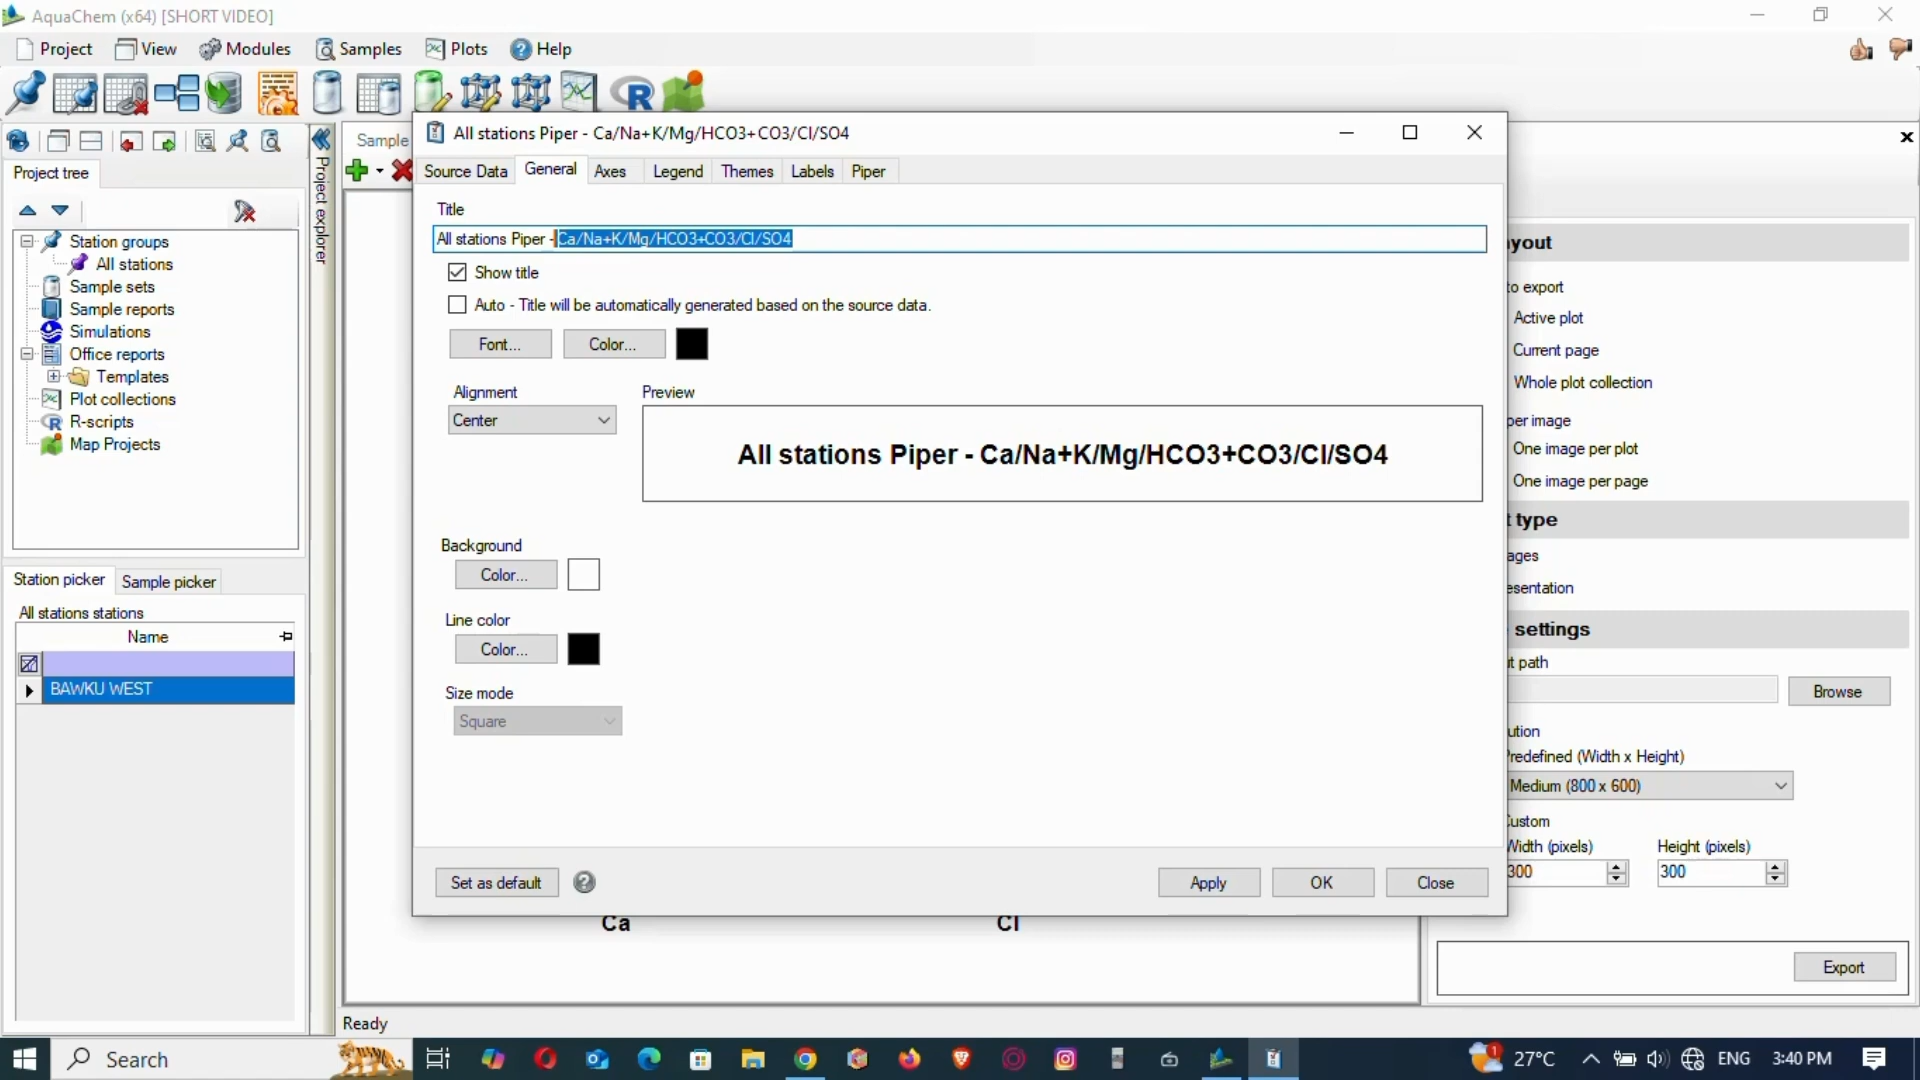 AquaChem (x64) [SHORT VIDEO]
Project View Modules Samples Plots Help
R
Project tree
Station groups
All stations
Sample sets
Sample reports
Simulations
Office reports
Templates
Plot collections
R-scripts
Map Projects
Project explorer
Station picker Sample picker
All stations stations
Name
BAWKU WEST
Sample
All stations Piper - Ca/Na+K/Mg/HCO3+CO3/Cl/SO4
Source Data General Axes Legend Themes Labels Piper
Title
All stations Piper - Ca/Na+K/Mg/HCO3+CO3/Cl/SO4
Show title
Auto - Title will be automatically generated based on the source data.
Font... Color...
Alignment
Center
Preview
All stations Piper - Ca/Na+K/Mg/HCO3+CO3/Cl/SO4
Background
Color...
Line color
Color...
Size mode
Square
Set as default
Apply OK Close
Ca Cl
yout
to export
Active plot
Current page
Whole plot collection
per image
One image per plot
One image per page
t type
ages
esentation
settings
t path
Browse
ution
Predefined (Width x Height)
Medium (800 x 600)
Custom
Width (pixels) Height (pixels)
300 300
Export
Ready
Search
1 27°C ENG 3:40 PM